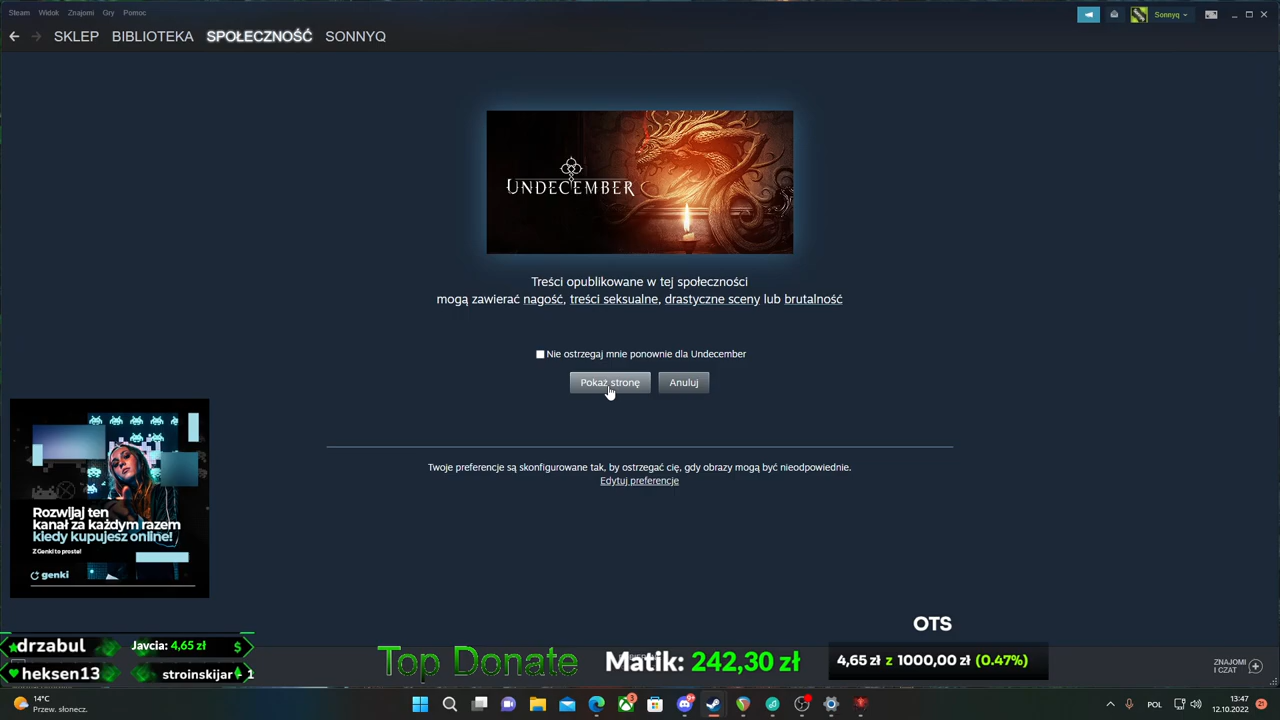 Steam Widok Znajomi Gry Pomoc
Sonnyq
SKLEP BIBLIOTEKA SPOŁECZNOŚĆ SONNYQ
UNDECEMBER
Treści opublikowane w tej społeczności
mogą zawierać nagość, treści seksualne, drastyczne sceny lub brutalność
Nie ostrzegaj mnie ponownie dla Undecember
Pokaż stronę Anuluj
Twoje preferencje są skonfigurowane tak, by ostrzegać cię, gdy obrazy mogą być nieodpowiednie.
Edytuj preferencje
Rozwijaj ten
kanał za każdym razem
kiedy kupujesz online!
Z Genki to proste!
genki
OTS
drzabul Javcia: 4,65 zł $
heksen13 stroinskijar - 1
Top Donate Matik: 242,30 zł
4,65 zł z 1000,00 zł (0.47%)
ZNAJOMI
I CZAT
14°C
Przew. słonecz.
3
9+
POL
13:47
12.10.2022